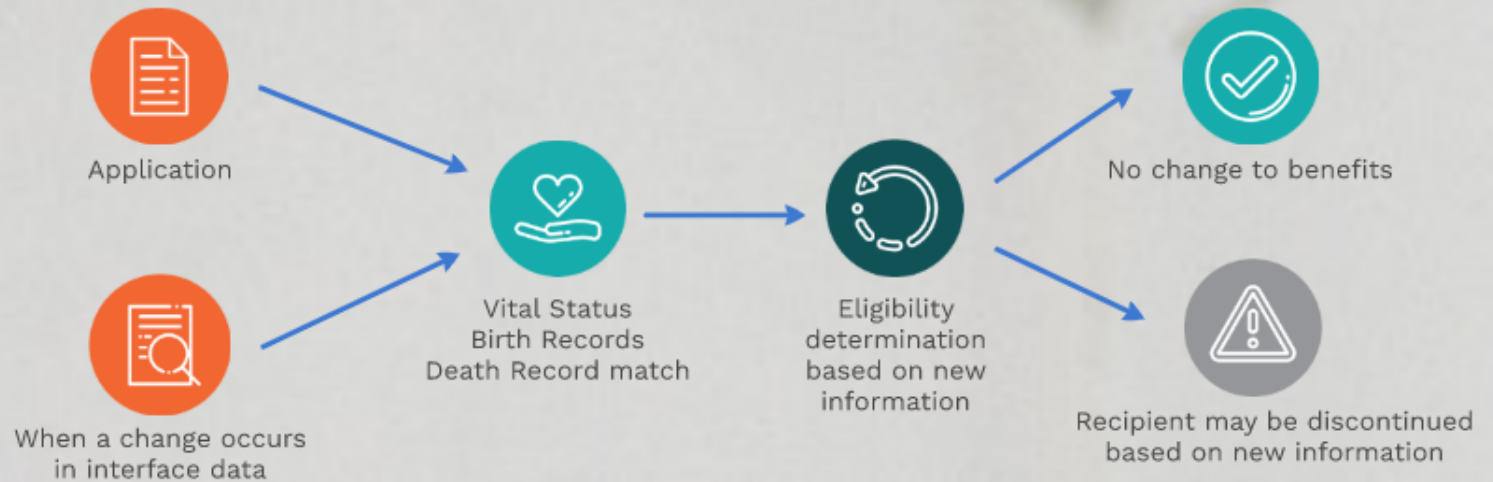 Application
When a change occurs
in interface data
Vital Status
Birth Records
Death Record match
Eligibility
determination
based on new
information
No change to benefits
Recipient may be discontinued
based on new information